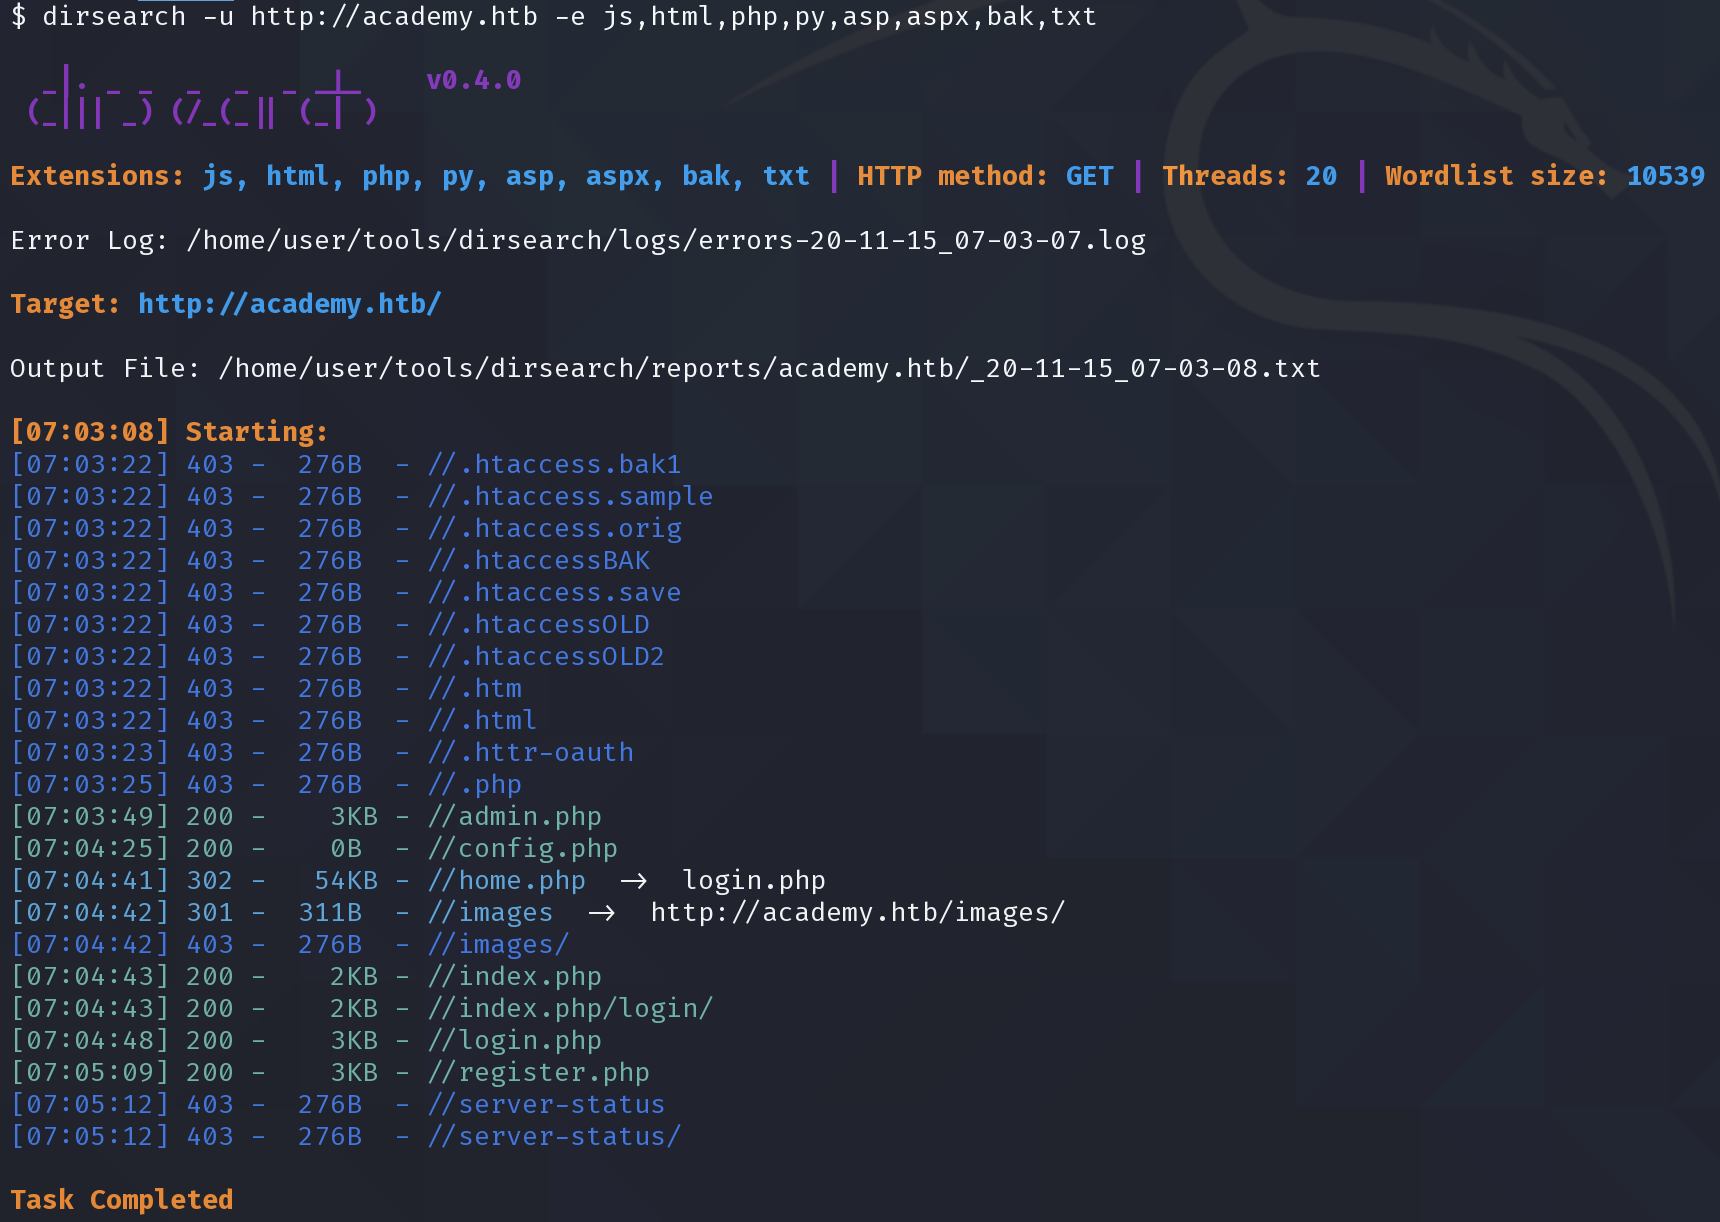 $ dirsearch -u http://academy.htb -e js,html,php,py,asp,aspx,bak,txt
dirsearch v0.4.0
Extensions: js, html, php, py, asp, aspx, bak, txt | HTTP method: GET | Threads: 20 | Wordlist size: 10539
Error Log: /home/user/tools/dirsearch/logs/errors-20-11-15_07-03-07.log
Target: http://academy.htb/
Output File: /home/user/tools/dirsearch/reports/academy.htb/_20-11-15_07-03-08.txt
[07:03:08] Starting:
[07:03:22] 403 -  276B  - //.htaccess.bak1
[07:03:22] 403 -  276B  - //.htaccess.sample
[07:03:22] 403 -  276B  - //.htaccess.orig
[07:03:22] 403 -  276B  - //.htaccessBAK
[07:03:22] 403 -  276B  - //.htaccess.save
[07:03:22] 403 -  276B  - //.htaccessOLD
[07:03:22] 403 -  276B  - //.htaccessOLD2
[07:03:22] 403 -  276B  - //.htm
[07:03:22] 403 -  276B  - //.html
[07:03:23] 403 -  276B  - //.httr-oauth
[07:03:25] 403 -  276B  - //.php
[07:03:49] 200 -    3KB - //admin.php
[07:04:25] 200 -    0B  - //config.php
[07:04:41] 302 -   54KB - //home.php  ->  login.php
[07:04:42] 301 -  311B  - //images  ->  http://academy.htb/images/
[07:04:42] 403 -  276B  - //images/
[07:04:43] 200 -    2KB - //index.php
[07:04:43] 200 -    2KB - //index.php/login/
[07:04:48] 200 -    3KB - //login.php
[07:05:09] 200 -    3KB - //register.php
[07:05:12] 403 -  276B  - //server-status
[07:05:12] 403 -  276B  - //server-status/
Task Completed